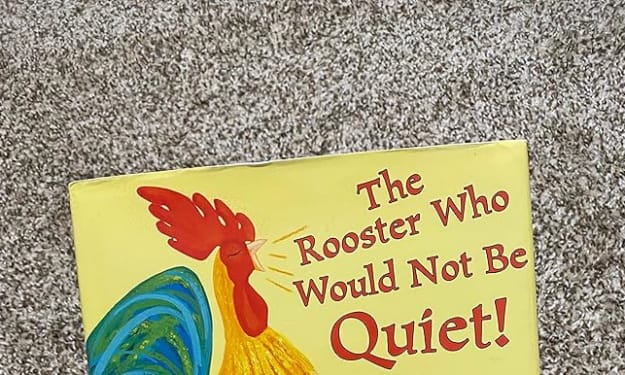 The
Rooster Who
Would Not Be
Quiet!